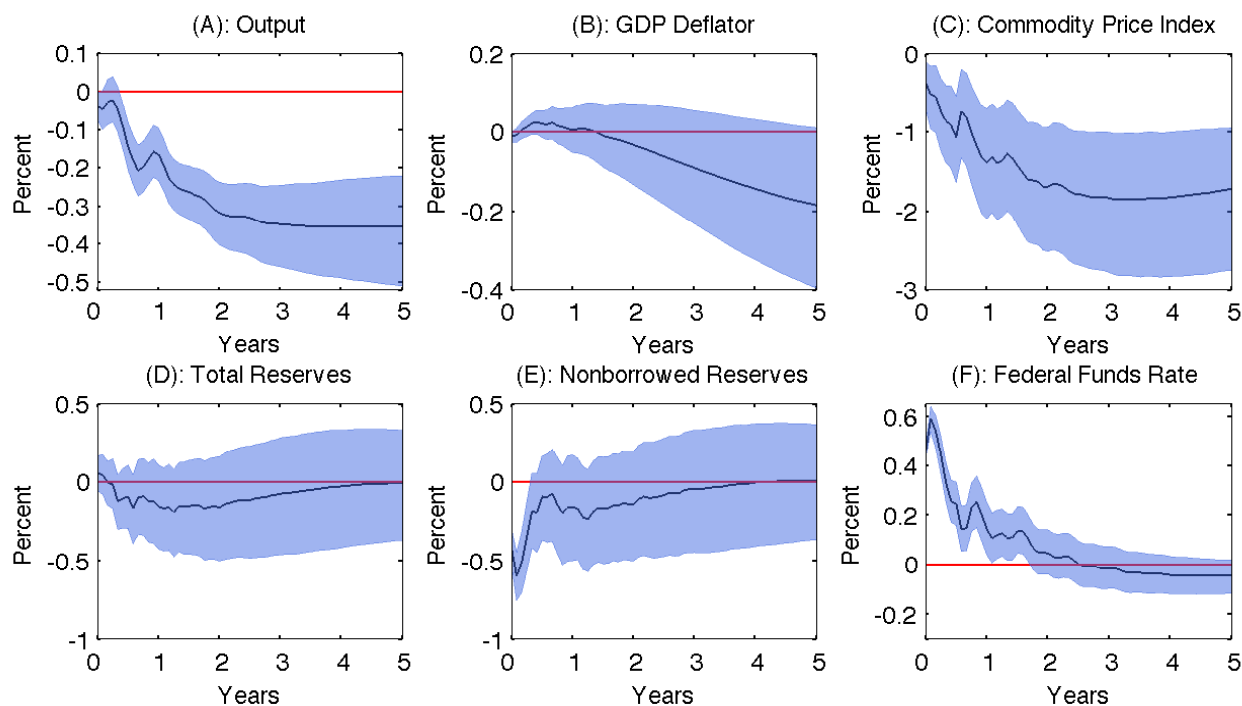 (A): Output
(B): GDP Deflator
(C): Commodity Price Index
Percent
0.1
0
-0.1
-0.2
-0.3
-0.4
-0.5
0 1 2 3 4 5
Years
Percent
0.2
0
-0.2
-0.4
0 1 2 3 4 5
Years
Percent
0
-1
-2
-3
0 1 2 3 4 5
Years
(D): Total Reserves
(E): Nonborrowed Reserves
(F): Federal Funds Rate
Percent
0.5
0
-0.5
-1
0 1 2 3 4 5
Years
Percent
0.5
0
-0.5
-1
0 1 2 3 4 5
Years
Percent
0.6
0.4
0.2
0
-0.2
0 1 2 3 4 5
Years